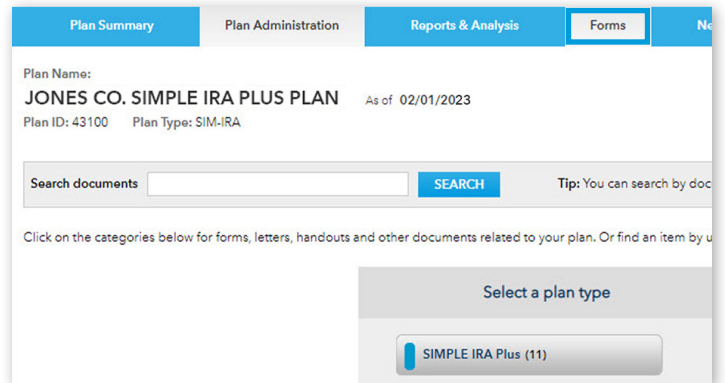 Plan Summary Plan Administration Reports & Analysis Forms
Plan Name:
JONES CO. SIMPLE IRA PLUS PLAN As of 02/01/2023
Plan ID: 43100 Plan Type: SIM-IRA
Search documents SEARCH Tip: You can search by doc
Click on the categories below for forms, letters, handouts and other documents related to your plan. Or find an item by u
Select a plan type
SIMPLE IRA Plus (11)